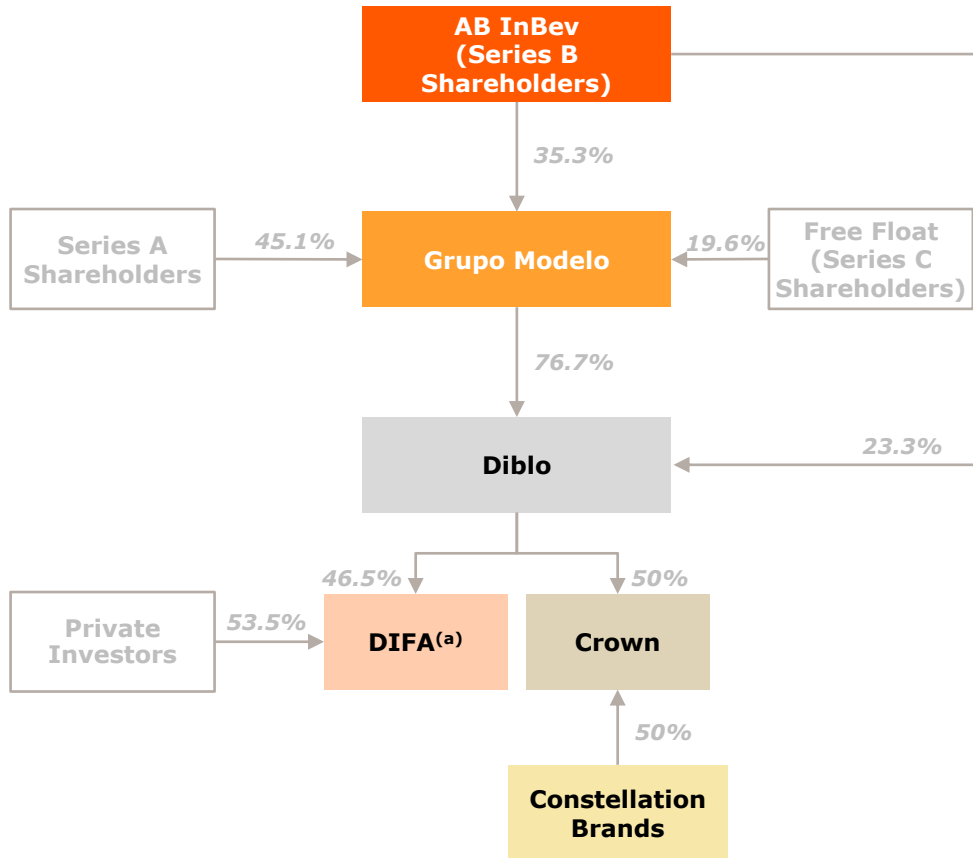 AB InBev
(Series B
Shareholders)
35.3%
Series A
Shareholders
45.1%
Grupo Modelo
19.6%
Free Float
(Series C
Shareholders)
76.7%
Diblo
23.3%
46.5%
50%
Private
Investors
53.5%
DIFA(a)
Crown
50%
Constellation
Brands